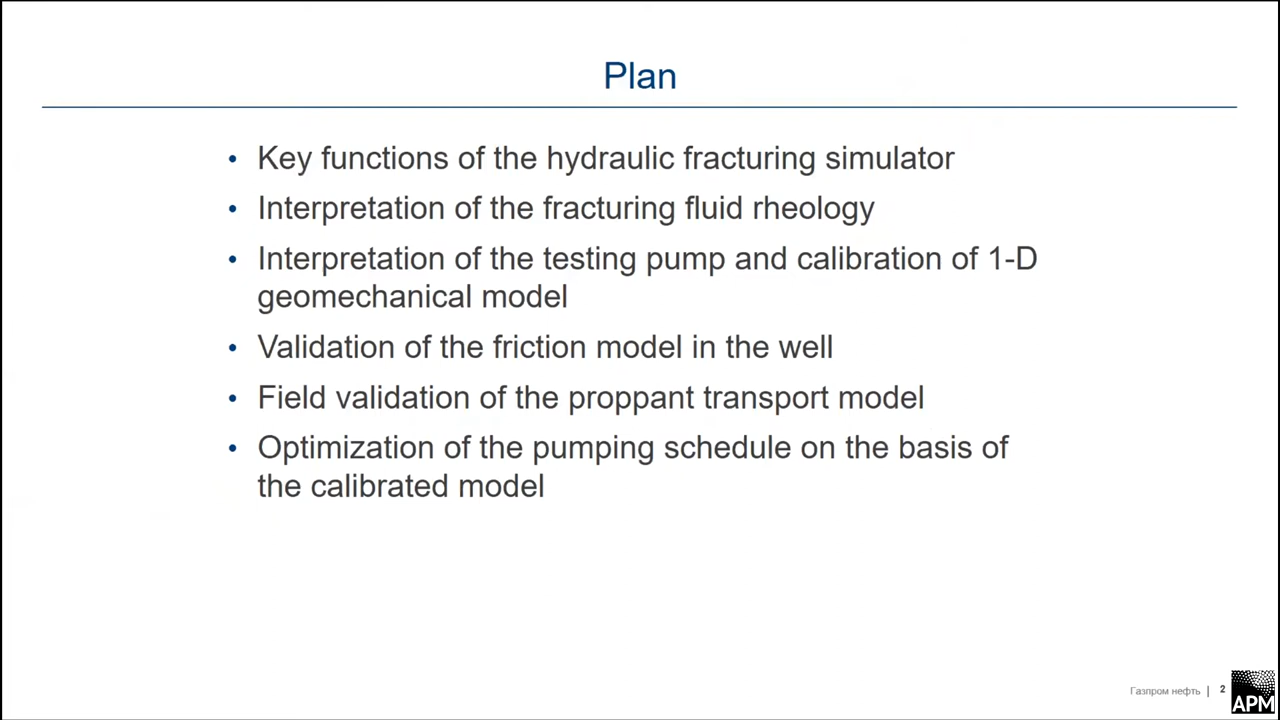 Plan
• Key functions of the hydraulic fracturing simulator
• Interpretation of the fracturing fluid rheology
• Interpretation of the testing pump and calibration of 1-D
geomechanical model
• Validation of the friction model in the well
• Field validation of the proppant transport model
• Optimization of the pumping schedule on the basis of
the calibrated model
Газпром нефть | 2
APM